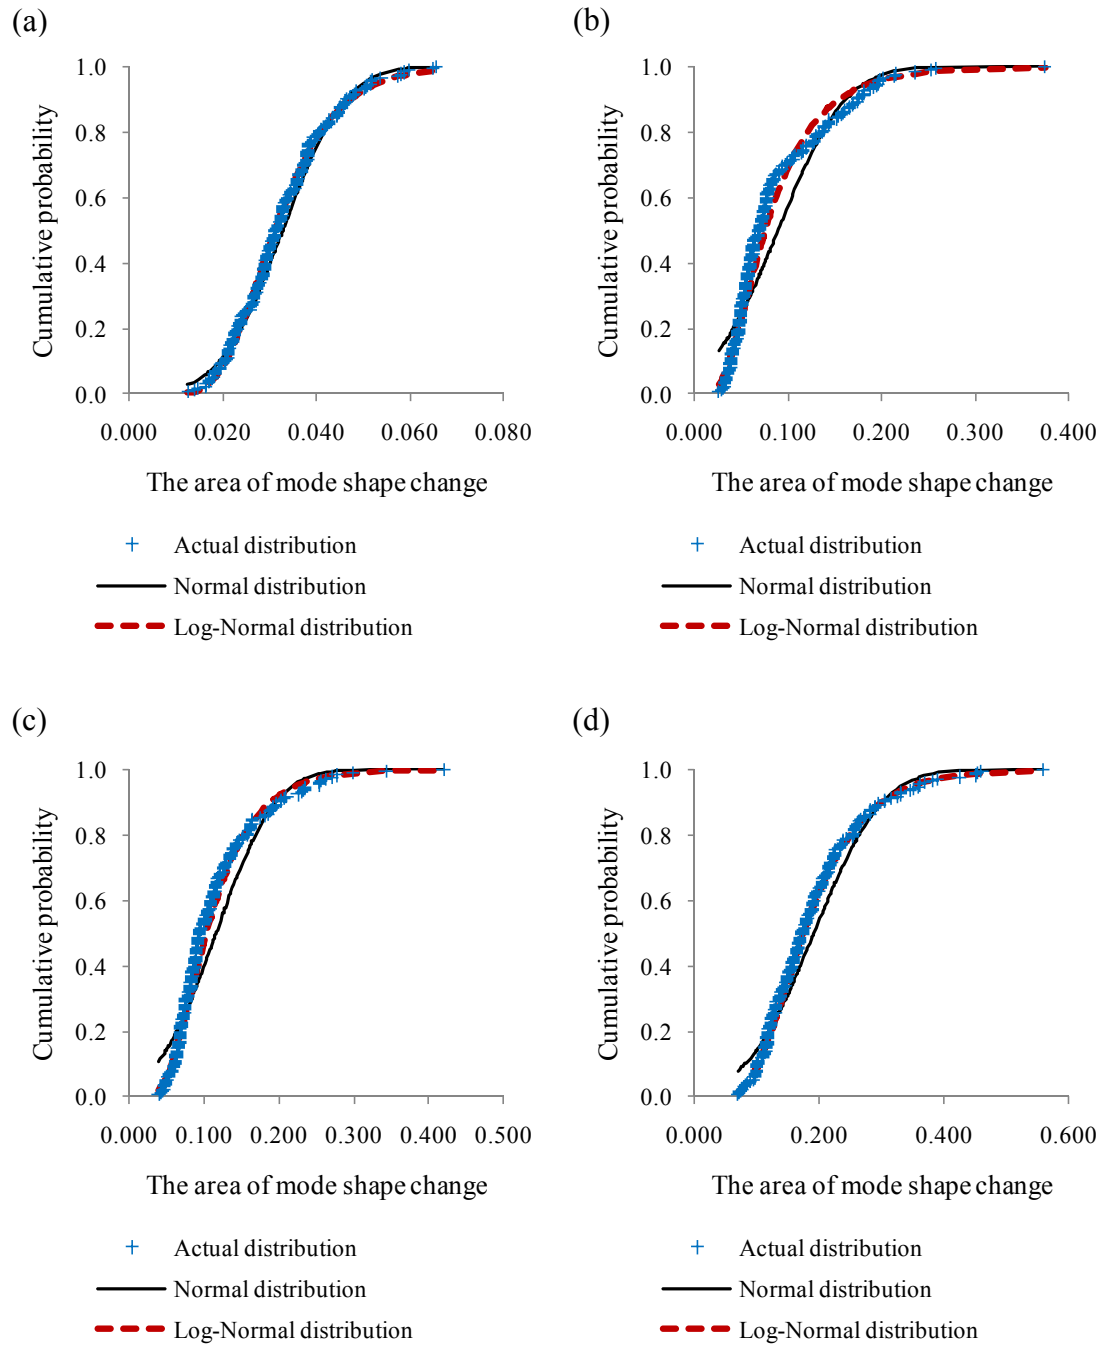 (a)
1.0
0.8
0.6
0.4
0.2
0.0
Cumulative probability
0.000 0.020 0.040 0.060 0.080
The area of mode shape change
Actual distribution
Normal distribution
Log-Normal distribution
(b)
1.0
0.8
0.6
0.4
0.2
0.0
Cumulative probability
0.000 0.100 0.200 0.300 0.400
The area of mode shape change
Actual distribution
Normal distribution
Log-Normal distribution
(c)
1.0
0.8
0.6
0.4
0.2
0.0
Cumulative probability
0.000 0.100 0.200 0.300 0.400 0.500
The area of mode shape change
Actual distribution
Normal distribution
Log-Normal distribution
(d)
1.0
0.8
0.6
0.4
0.2
0.0
Cumulative probability
0.000 0.200 0.400 0.600
The area of mode shape change
Actual distribution
Normal distribution
Log-Normal distribution